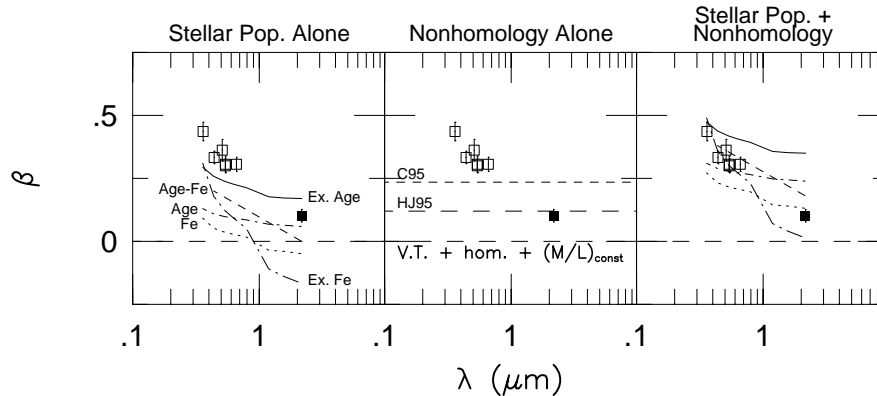 Stellar Pop. Alone
Nonhomology Alone
Stellar Pop. +
Nonhomology
.5
0
β
Age-Fe
Age
Fe
Ex. Age
Ex. Fe
C95
HJ95
V.T. + hom. + (M/L)const
.1
1
.1
1
.1
1
λ (μm)